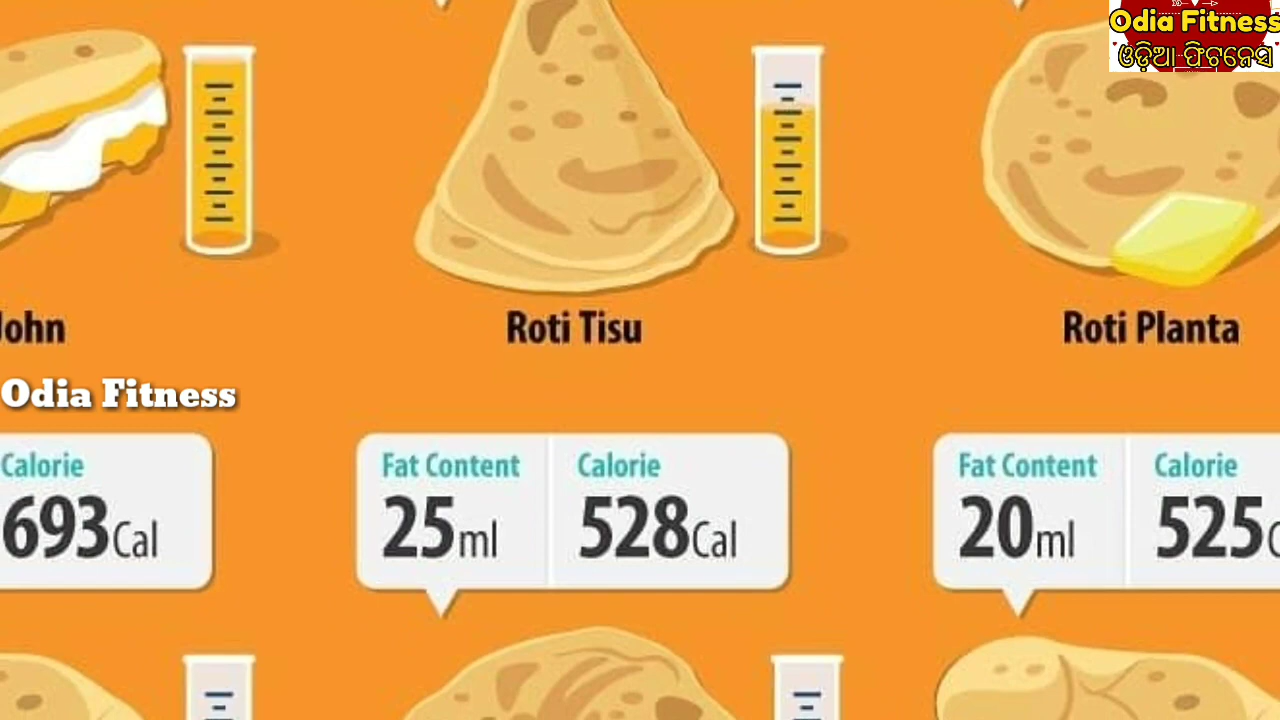 Odia Fitness
ଓଡ଼ିଆ ଫିଟନେସ
John
Roti Tisu
Roti Planta
Odia Fitness
Calorie
693Cal
Fat Content
25ml
Calorie
528Cal
Fat Content
20ml
Calorie
525C